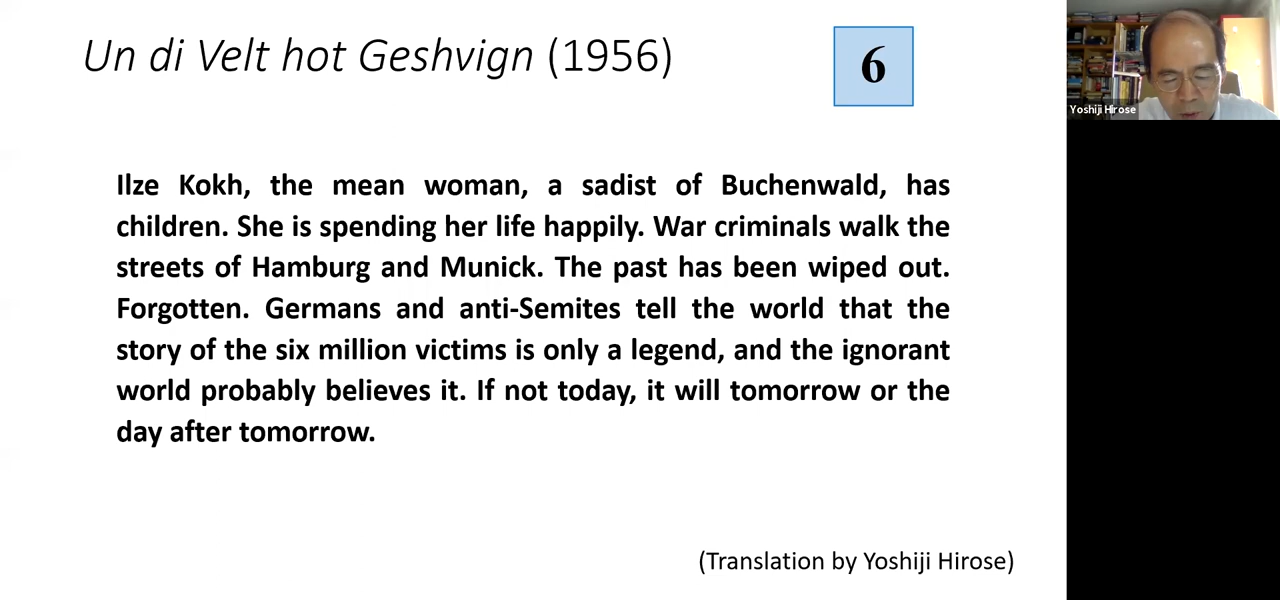 Un di Velt hot Geshvign (1956)
6
Yoshiji Hirose
Ilze Kokh, the mean woman, a sadist of Buchenwald, has
children. She is spending her life happily. War criminals walk the
streets of Hamburg and Munick. The past has been wiped out.
Forgotten. Germans and anti-Semites tell the world that the
story of the six million victims is only a legend, and the ignorant
world probably believes it. If not today, it will tomorrow or the
day after tomorrow.
(Translation by Yoshiji Hirose)